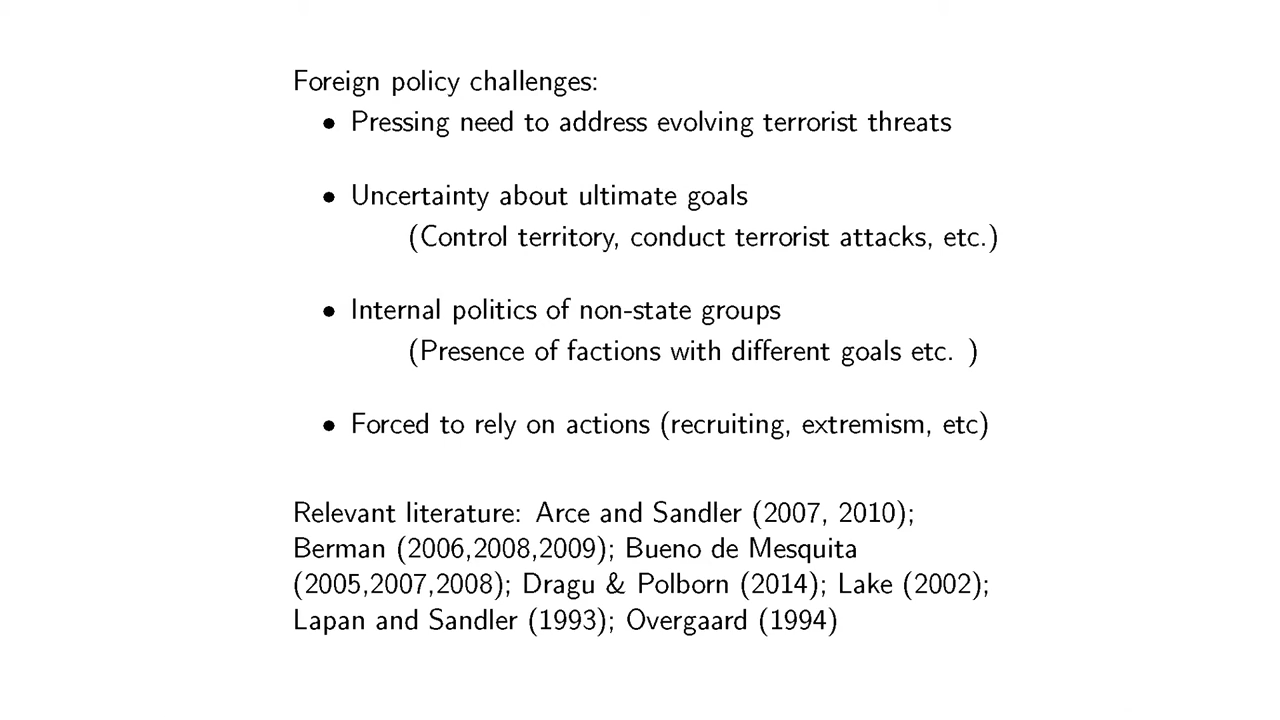 Foreign policy challenges:
• Pressing need to address evolving terrorist threats
• Uncertainty about ultimate goals
(Control territory, conduct terrorist attacks, etc.)
• Internal politics of non-state groups
(Presence of factions with different goals etc. )
• Forced to rely on actions (recruiting, extremism, etc)
Relevant literature: Arce and Sandler (2007, 2010);
Berman (2006,2008,2009); Bueno de Mesquita
(2005,2007,2008); Dragu & Polborn (2014); Lake (2002);
Lapan and Sandler (1993); Overgaard (1994)